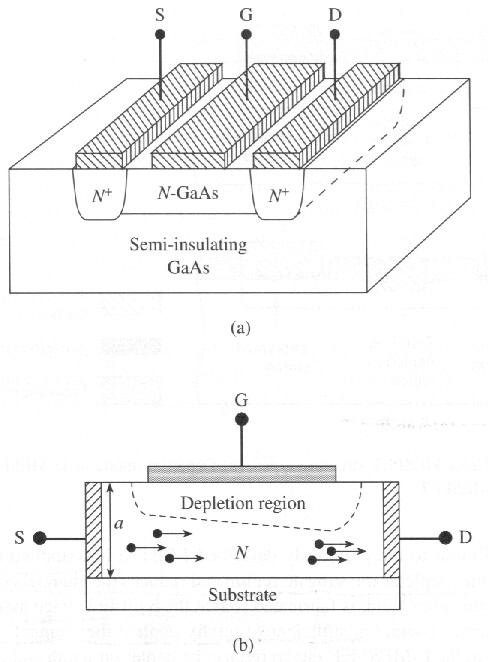 S G D
N+ N-GaAs N+
Semi-insulating
GaAs
(a)
G
Depletion region
a
S
N
D
Substrate
(b)